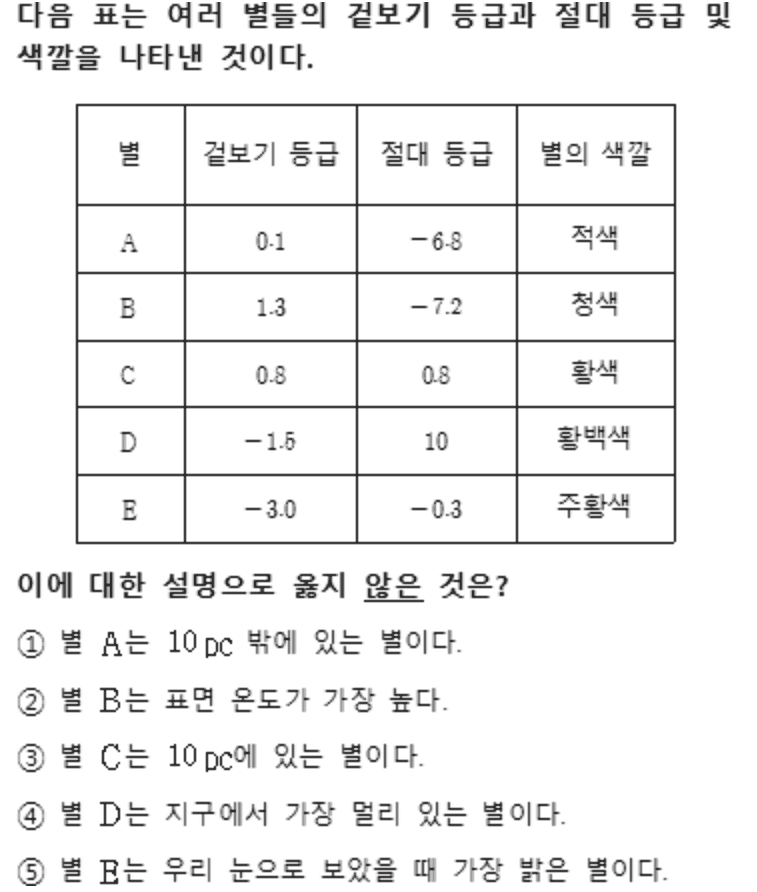 다음 표는 여러 별들의 겉보기 등급과 절대 등급 및
색깔을 나타낸 것이다.
별 겉보기 등급 절대 등급 별의 색깔
A 0.1 −6.8 적색
B 1.3 −7.2 청색
C 0.8 0.8 황색
D −1.5 10 황백색
E −3.0 −0.3 주황색
이에 대한 설명으로 옳지 않은 것은?
① 별 A는 10pc 밖에 있는 별이다.
② 별 B는 표면 온도가 가장 높다.
③ 별 C는 10pc에 있는 별이다.
④ 별 D는 지구에서 가장 멀리 있는 별이다.
⑤ 별 E는 우리 눈으로 보았을 때 가장 밝은 별이다.